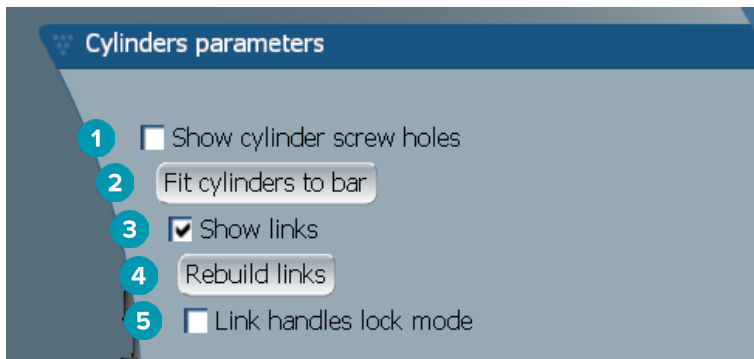 Cylinders parameters
1 Show cylinder screw holes
2 Fit cylinders to bar
3 Show links
4 Rebuild links
5 Link handles lock mode